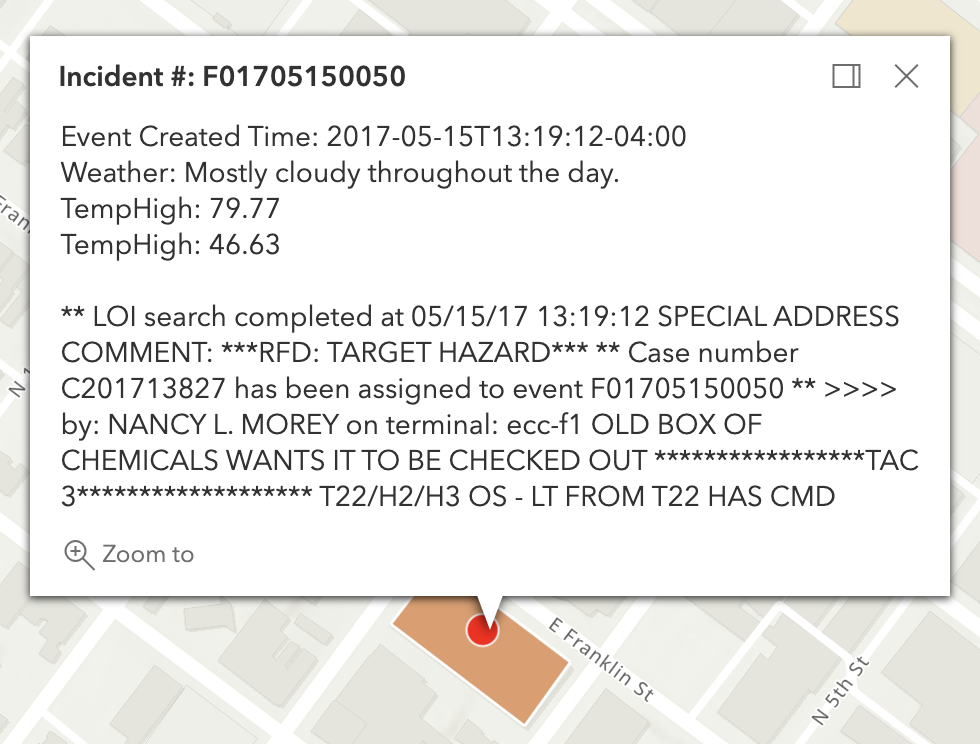 Incident #: F01705150050
Event Created Time: 2017-05-15T13:19:12-04:00
Weather: Mostly cloudy throughout the day.
TempHigh: 79.77
TempHigh: 46.63
** LOI search completed at 05/15/17 13:19:12 SPECIAL ADDRESS
COMMENT: ***RFD: TARGET HAZARD*** ** Case number
C201713827 has been assigned to event F01705150050 ** >>>>
by: NANCY L. MOREY on terminal: ecc-f1 OLD BOX OF
CHEMICALS WANTS IT TO BE CHECKED OUT *****************TAC
3******************* T22/H2/H3 OS - LT FROM T22 HAS CMD
Zoom to
E Franklin St
N 5th St